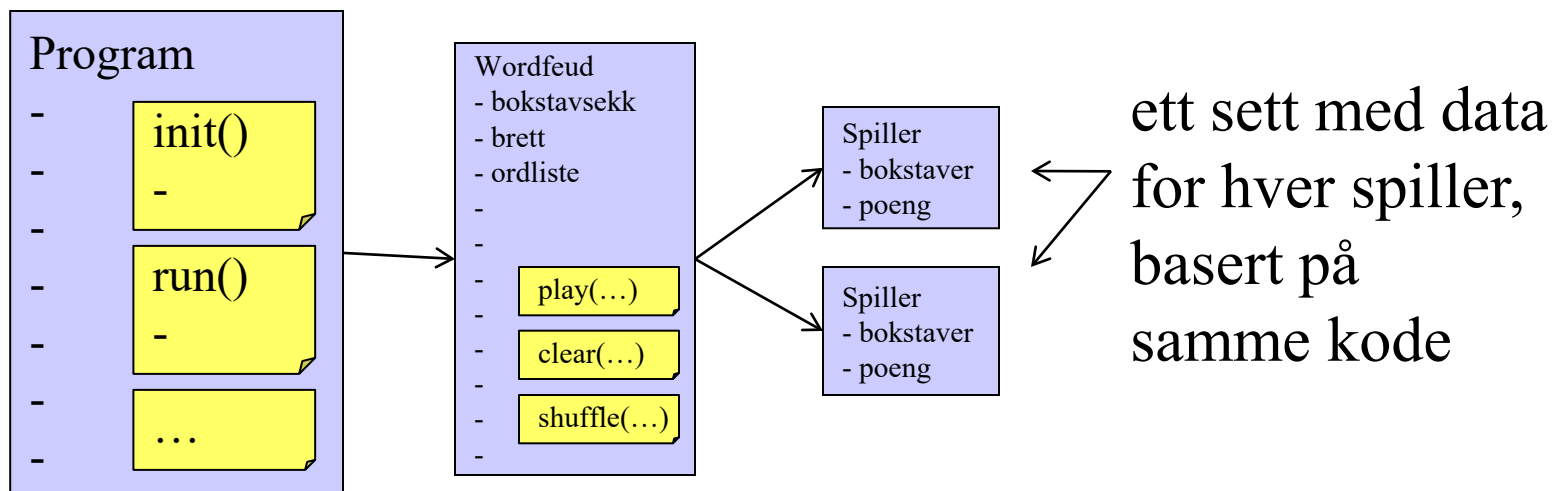 Program
-
init()
-
-
-
-
run()
-
-
-
…
-
Wordfeud
- bokstavsekk
- brett
- ordliste
-
-
-
play(…)
-
-
clear(…)
-
-
shuffle(…)
-
Spiller
- bokstaver
- poeng
Spiller
- bokstaver
- poeng
ett sett med data
for hver spiller,
basert på
samme kode